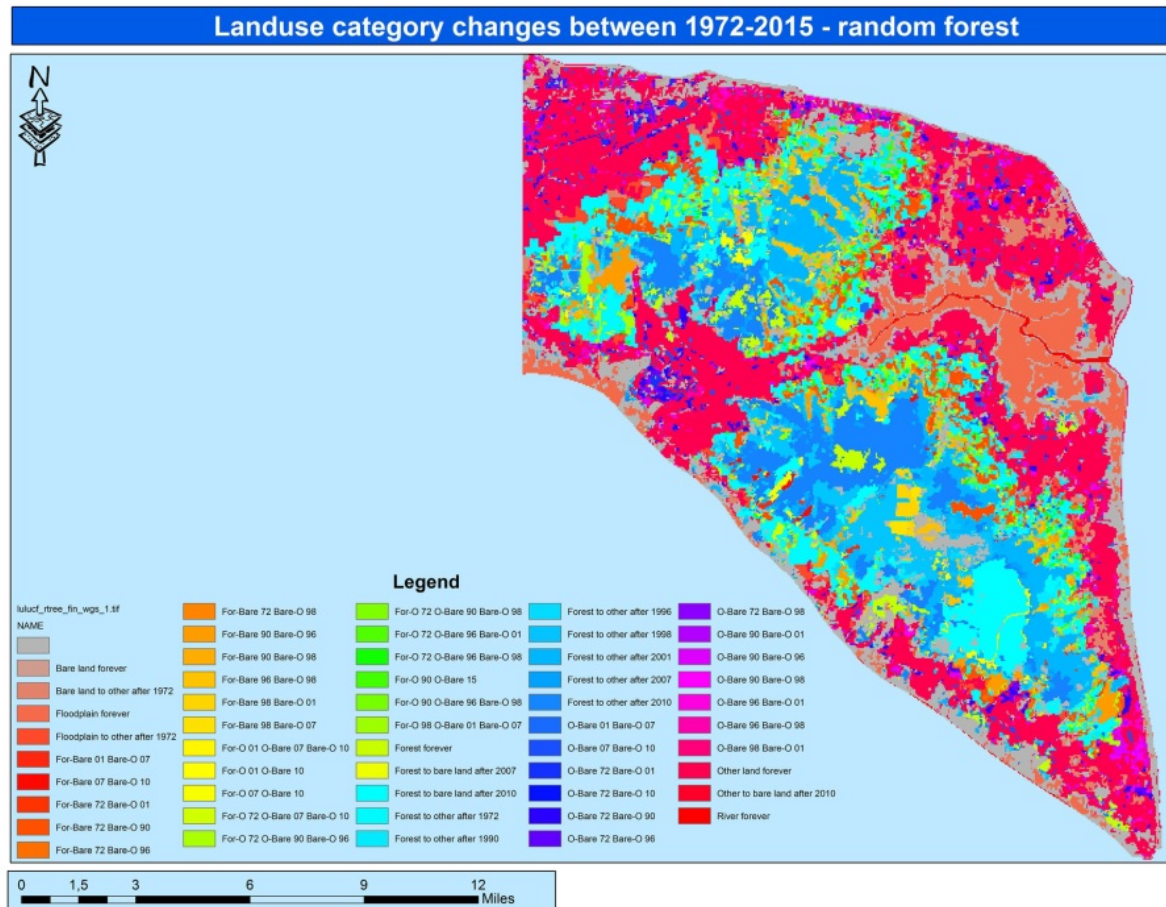 Landuse category changes between 1972-2015 - random forest
N
Legend
lulucf_rtree_fin_wgs_1.tif
NAME
Bare land forever
Bare land to other after 1972
Floodplain forever
Floodplain to other after 1972
For-Bare 01 Bare-O 07
For-Bare 07 Bare-O 10
For-Bare 72 Bare-O 01
For-Bare 72 Bare-O 90
For-Bare 72 Bare-O 96
For-Bare 72 Bare-O 98
For-Bare 90 Bare-O 96
For-Bare 90 Bare-O 98
For-Bare 96 Bare-O 98
For-Bare 98 Bare-O 01
For-Bare 98 Bare-O 07
For-O 01 O-Bare 07 Bare-O 10
For-O 01 O-Bare 10
For-O 07 O-Bare 10
For-O 72 O-Bare 07 Bare-O 10
For-O 72 O-Bare 90 Bare-O 96
For-O 72 O-Bare 90 Bare-O 98
For-O 72 O-Bare 96 Bare-O 01
For-O 72 O-Bare 96 Bare-O 98
For-O 90 O-Bare 15
For-O 90 O-Bare 96 Bare-O 98
For-O 98 O-Bare 01 Bare-O 07
Forest forever
Forest to bare land after 2007
Forest to bare land after 2010
Forest to other after 1972
Forest to other after 1990
Forest to other after 1996
Forest to other after 1998
Forest to other after 2001
Forest to other after 2007
Forest to other after 2010
O-Bare 01 Bare-O 07
O-Bare 07 Bare-O 10
O-Bare 72 Bare-O 01
O-Bare 72 Bare-O 10
O-Bare 72 Bare-O 90
O-Bare 72 Bare-O 96
O-Bare 72 Bare-O 98
O-Bare 90 Bare-O 01
O-Bare 90 Bare-O 96
O-Bare 90 Bare-O 98
O-Bare 96 Bare-O 01
O-Bare 96 Bare-O 98
O-Bare 98 Bare-O 01
Other land forever
Other to bare land after 2010
River forever
0 1,5 3 6 9 12
Miles